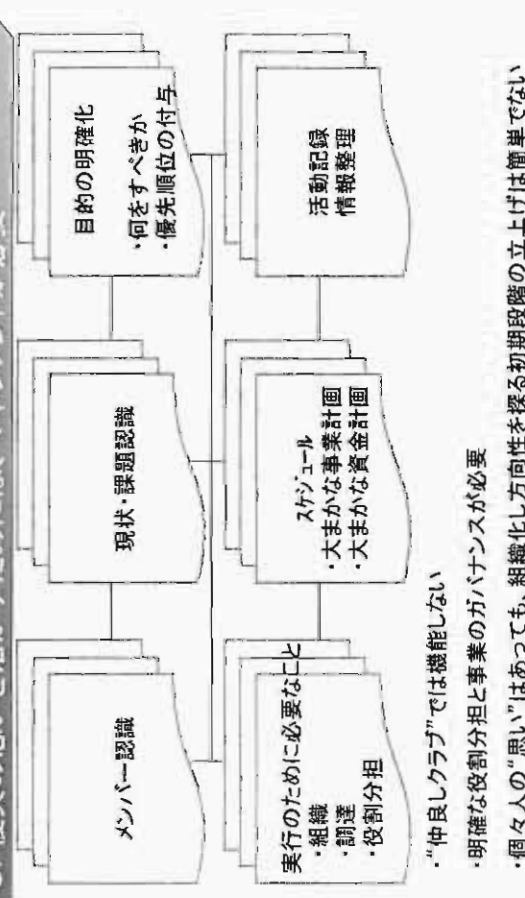 メンバー認識
現状・課題認識
目的の明確化
・何をすべきか
・優先順位の付与
実行のために必要なこと
・組織
・調達
・役割分担
スケジュール
・大まかな事業計画
・大まかな資金計画
活動記録
情報整理
・“仲良しクラブ”では機能しない
・明確な役割分担と事業のガバナンスが必要
・個々人の“思い”はあっても、組織化し方向性を探る初期段階の立上げは簡単でない